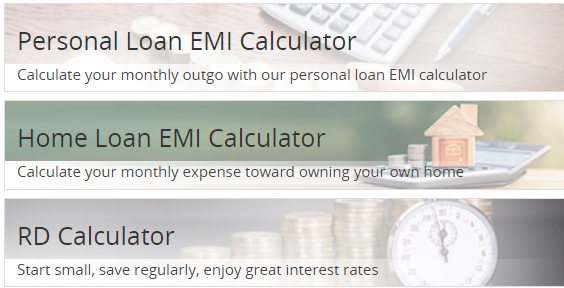 Personal Loan EMI Calculator
Calculate your monthly outgo with our personal loan EMI calculator
Home Loan EMI Calculator
Calculate your monthly expense toward owning your own home
RD Calculator
Start small, save regularly, enjoy great interest rates